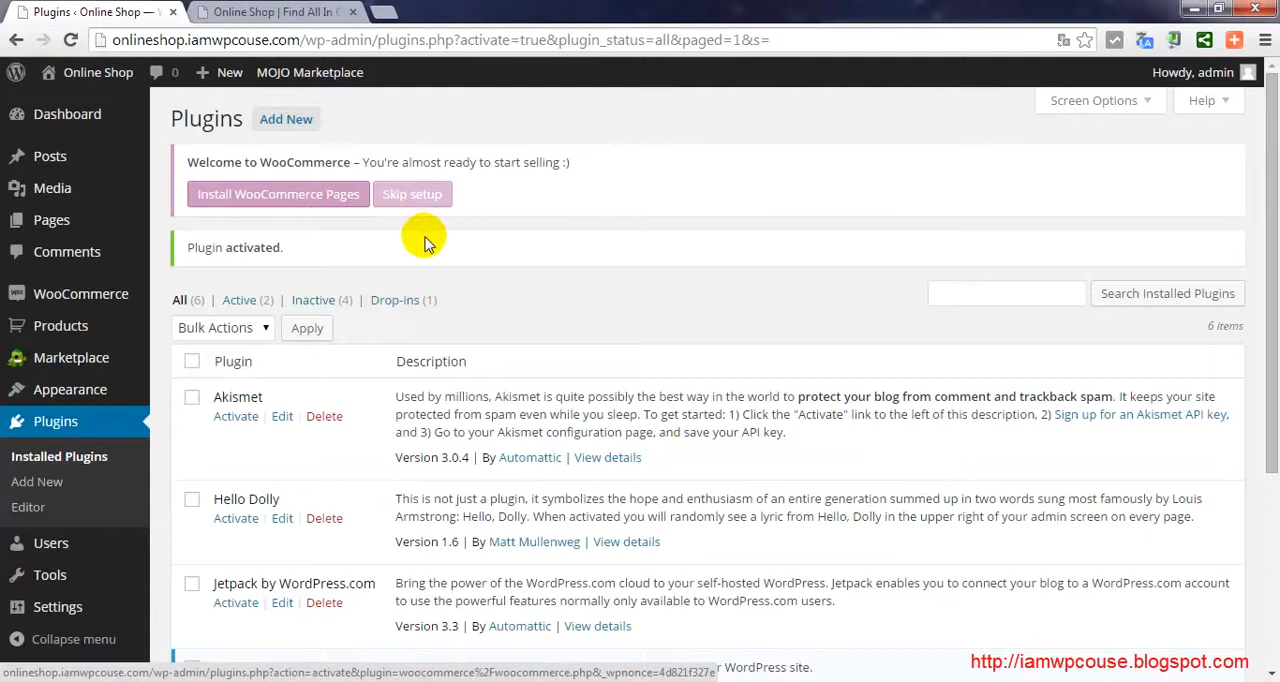 Plugins ‹ Online Shop —
Online Shop | Find All In
onlineshop.iamwpcouse.com/wp-admin/plugins.php?activate=true&plugin_status=all&paged=1&s=
Online Shop 0 New MOJO Marketplace Howdy, admin
Screen Options Help
Plugins Add New
Welcome to WooCommerce – You're almost ready to start selling :)
Install WooCommerce Pages Skip setup
Plugin activated.
Dashboard
Posts
Media
Pages
Comments
WooCommerce
Products
Marketplace
Appearance
Plugins
Installed Plugins
Add New
Editor
Users
Tools
Settings
Collapse menu
All (6) | Active (2) | Inactive (4) | Drop-ins (1)
Search Installed Plugins
Bulk Actions Apply
6 items
Plugin Description
Akismet
Activate | Edit | Delete
Used by millions, Akismet is quite possibly the best way in the world to protect your blog from comment and trackback spam. It keeps your site
protected from spam even while you sleep. To get started: 1) Click the "Activate" link to the left of this description, 2) Sign up for an Akismet API key,
and 3) Go to your Akismet configuration page, and save your API key.
Version 3.0.4 | By Automattic | View details
Hello Dolly
Activate | Edit | Delete
This is not just a plugin, it symbolizes the hope and enthusiasm of an entire generation summed up in two words sung most famously by Louis
Armstrong: Hello, Dolly. When activated you will randomly see a lyric from Hello, Dolly in the upper right of your admin screen on every page.
Version 1.6 | By Matt Mullenweg | View details
Jetpack by WordPress.com
Activate | Edit | Delete
Bring the power of the WordPress.com cloud to your self-hosted WordPress. Jetpack enables you to connect your blog to a WordPress.com account
to use the powerful features normally only available to WordPress.com users.
Version 3.3 | By Automattic | View details
r WordPress site.
onlineshop.iamwpcouse.com/wp-admin/plugins.php?action=activate&plugin=woocommerce%2Fwoocommerce.php&_wpnonce=4d821f327e
http://iamwpcouse.blogspot.com